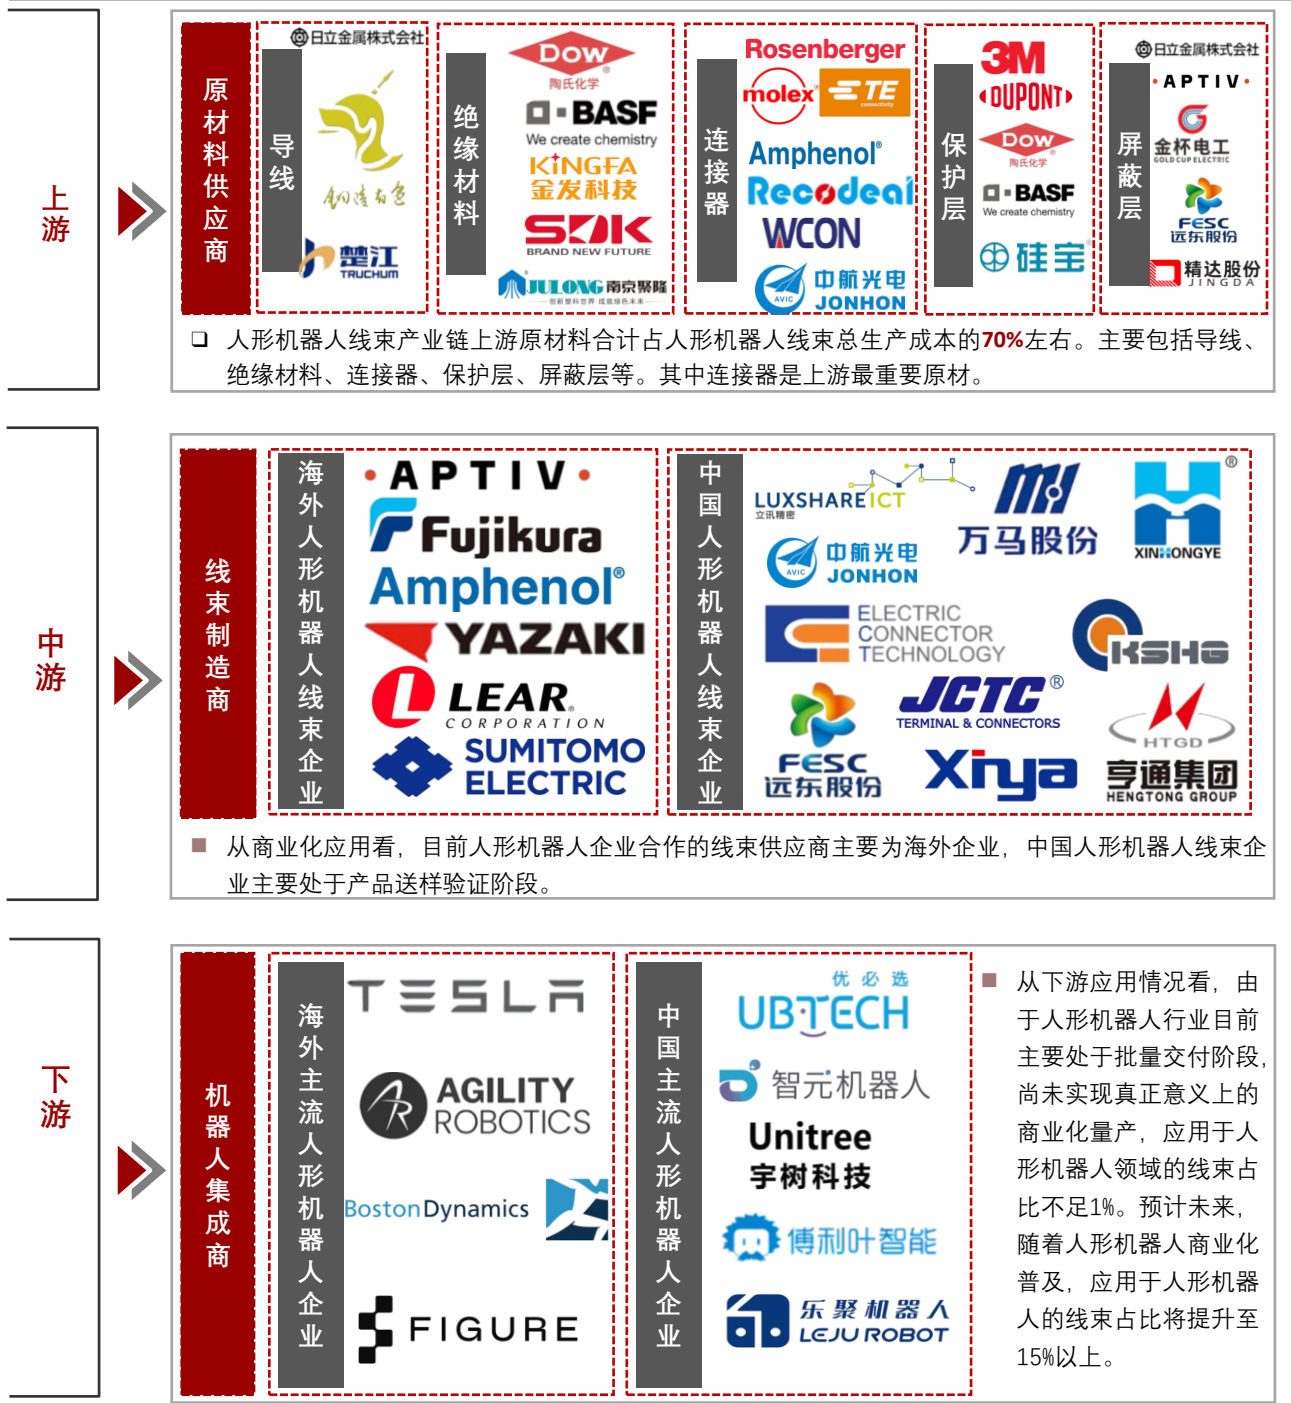 上游
原材料供应商
导线
日立金属株式会社
铜陵有色
楚江
TRUCHUM
绝缘材料
DOW
陶氏化学
BASF
We create chemistry
KINGFA
金发科技
SDK
BRAND NEW FUTURE
JULONG 南京聚隆
创新塑料世界·成就绿色未来
连接器
Rosenberger
molex
TE
connectivity
Amphenol®
Recodeal
WCON
AVIC
中航光电
JONHON
保护层
3M
DUPONT
DOW
陶氏化学
BASF
We create chemistry
硅宝
屏蔽层
日立金属株式会社
·APTIV·
金杯电工
GOLD CUP ELECTRIC
FESC
远东股份
精达股份
JINGDA
人形机器人线束产业链上游原材料合计占人形机器人线束总生产成本的70%左右。主要包括导线、
绝缘材料、连接器、保护层、屏蔽层等。其中连接器是上游最重要原材。
中游
线束制造商
海外人形机器人线束企业
·APTIV·
Fujikura
Amphenol®
YAZAKI
LEAR®
CORPORATION
SUMITOMO
ELECTRIC
中国人形机器人线束企业
LUXSHARE ICT
立讯精密
万马股份
®
XINHONGYE
AVIC
中航光电
JONHON
ELECTRIC
CONNECTOR
TECHNOLOGY
KSHG
FESC
远东股份
JCTC®
TERMINAL & CONNECTORS
HTGD
Xinya
亨通集团
HENGTONG GROUP
从商业化应用看，目前人形机器人企业合作的线束供应商主要为海外企业，中国人形机器人线束企
业主要处于产品送样验证阶段。
下游
机器人集成商
海外主流人形机器人企业
TESLA
AR
AGILITY
ROBOTICS
BostonDynamics
FIGURE
中国主流人形机器人企业
优必选
UBTECH
智元机器人
Unitree
宇树科技
傅利叶智能
乐聚机器人
LEJU ROBOT
从下游应用情况看，由
于人形机器人行业目前
主要处于批量交付阶段，
尚未实现真正意义上的
商业化量产，应用于人
形机器人领域的线束占
比不足1%。预计未来，
随着人形机器人商业化
普及，应用于人形机器
人的线束占比将提升至
15%以上。